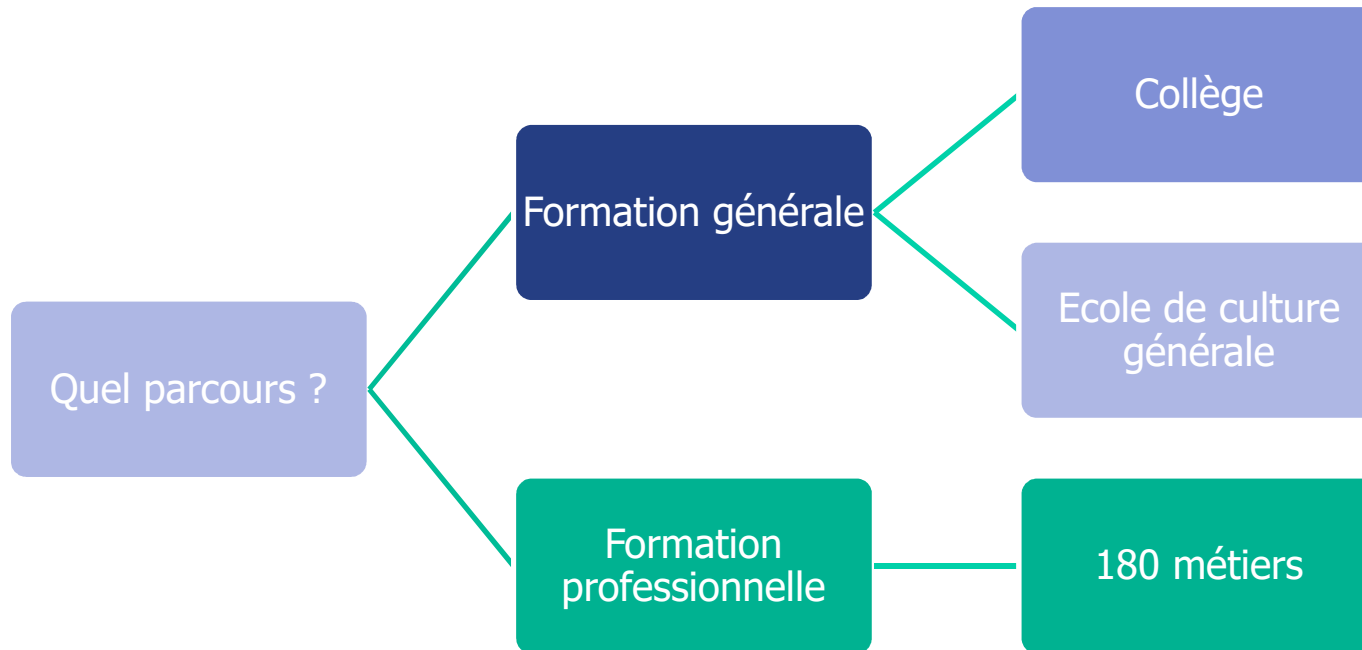 Quel parcours ?
Formation générale
Collège
Ecole de culture
générale
Formation
professionnelle
180 métiers